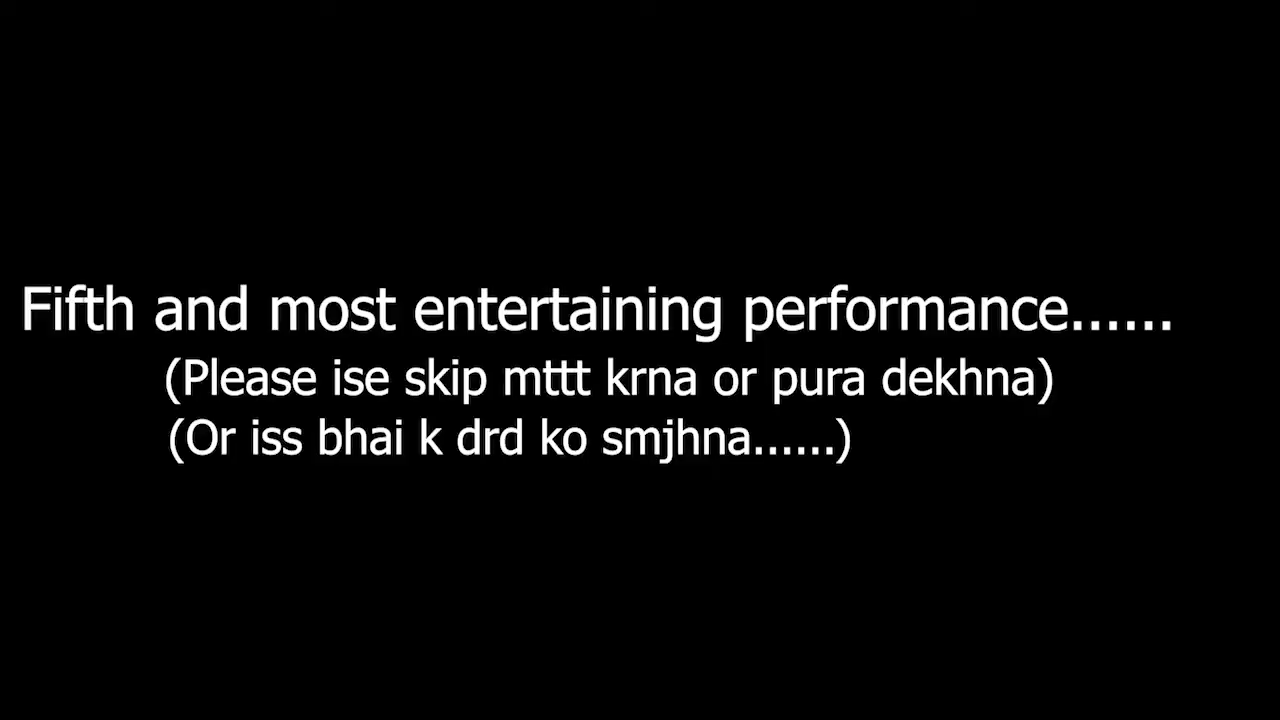 Fifth and most entertaining performance......
(Please ise skip mttt krna or pura dekhna)
(Or iss bhai k drd ko smjhna......)